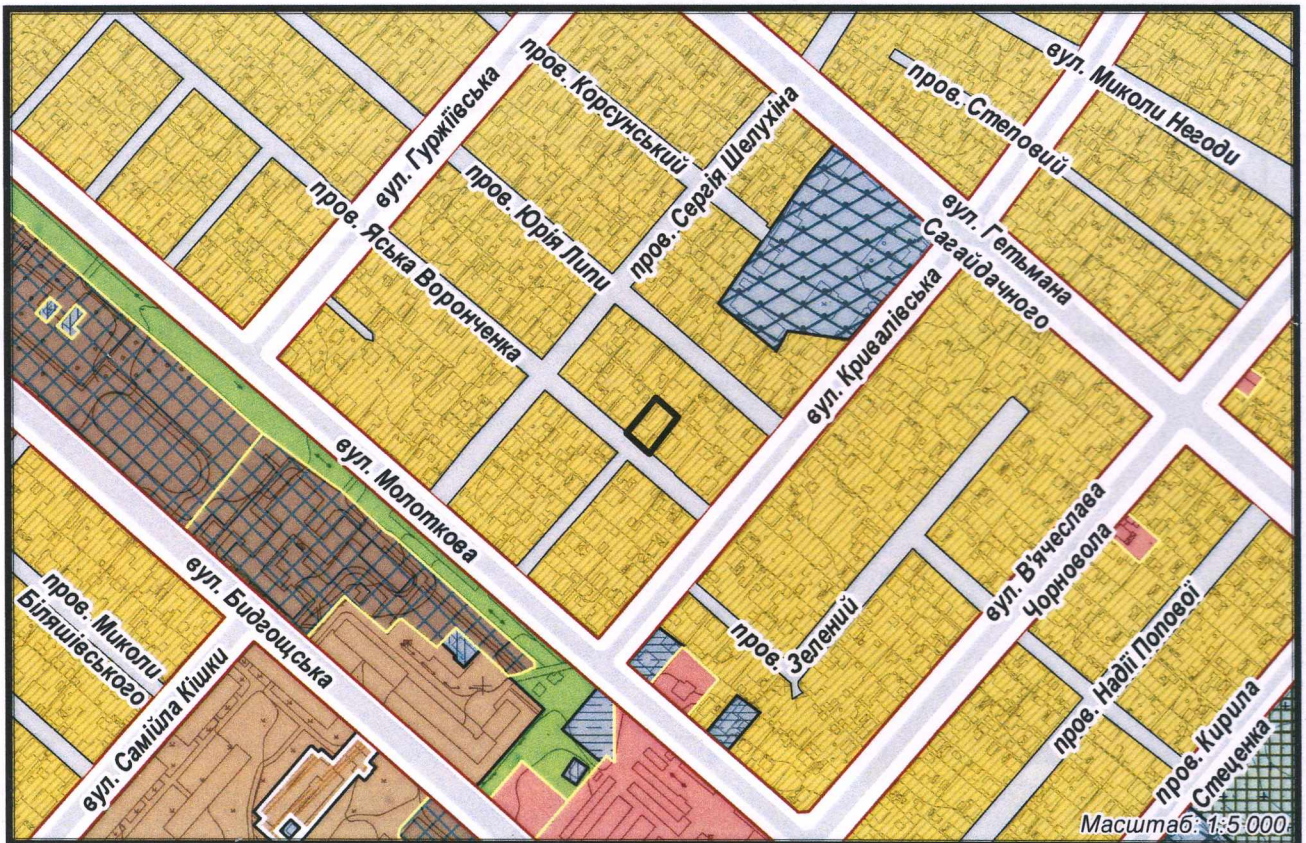 вул. Миколи Негоди
пров. Корсунський
вул. Гуржіївська
пров. Степовий
пров. Сергія Шелухіна
пров. Юрія Липи
пров. Яська Воронченка
вул. Гетьмана
Сагайдачного
вул. Кривалівська
вул. Молоткова
вул. В'ячеслава
Чорновола
вул. Бидгощська
пров. Миколи
Біляшівського
вул. Самійла Кішки
пров. Зелений
пров. Надії Попової
пров. Кирила
Стеценка
Масштаб: 1:5 000